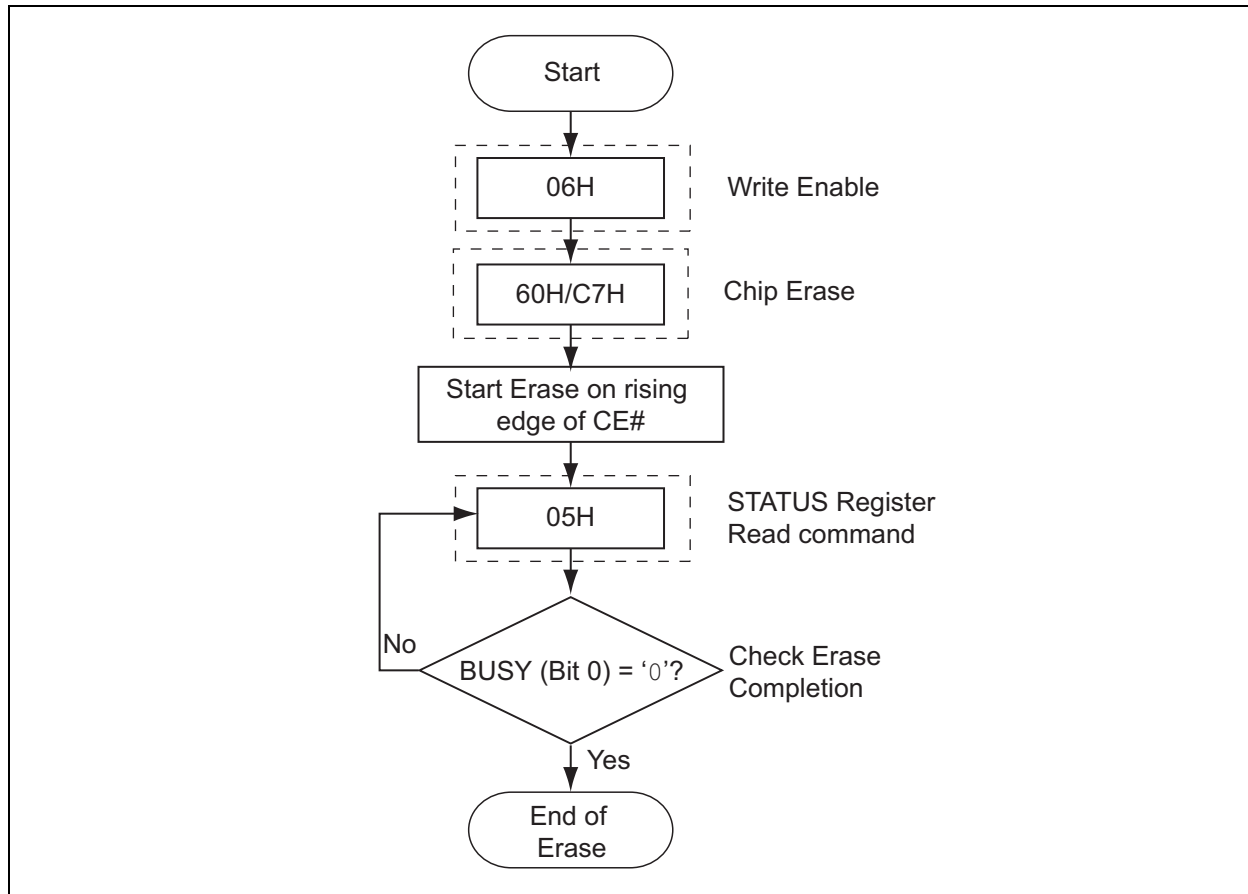 Start
06H
Write Enable
60H/C7H
Chip Erase
Start Erase on rising
edge of CE#
05H
STATUS Register
Read command
No
BUSY (Bit 0) = ‘0’?
Check Erase
Completion
Yes
End of
Erase